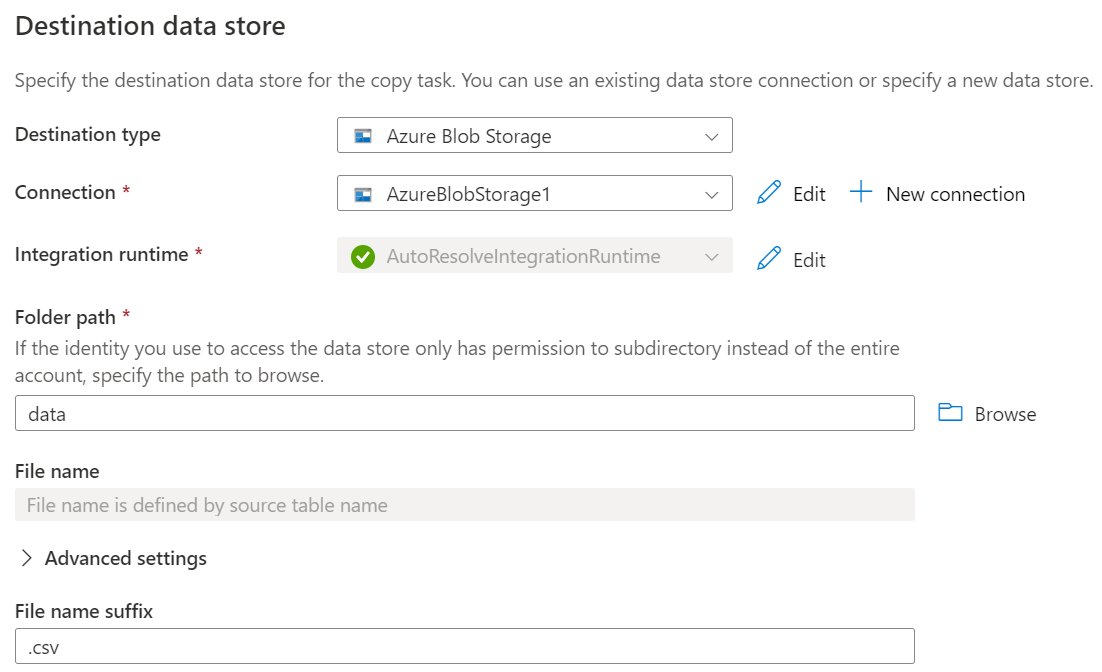 Destination data store
Specify the destination data store for the copy task. You can use an existing data store connection or specify a new data store.
Destination type
Azure Blob Storage
Connection *
AzureBlobStorage1
Edit
New connection
Integration runtime *
AutoResolveIntegrationRuntime
Edit
Folder path *
If the identity you use to access the data store only has permission to subdirectory instead of the entire
account, specify the path to browse.
data
Browse
File name
File name is defined by source table name
Advanced settings
File name suffix
.csv